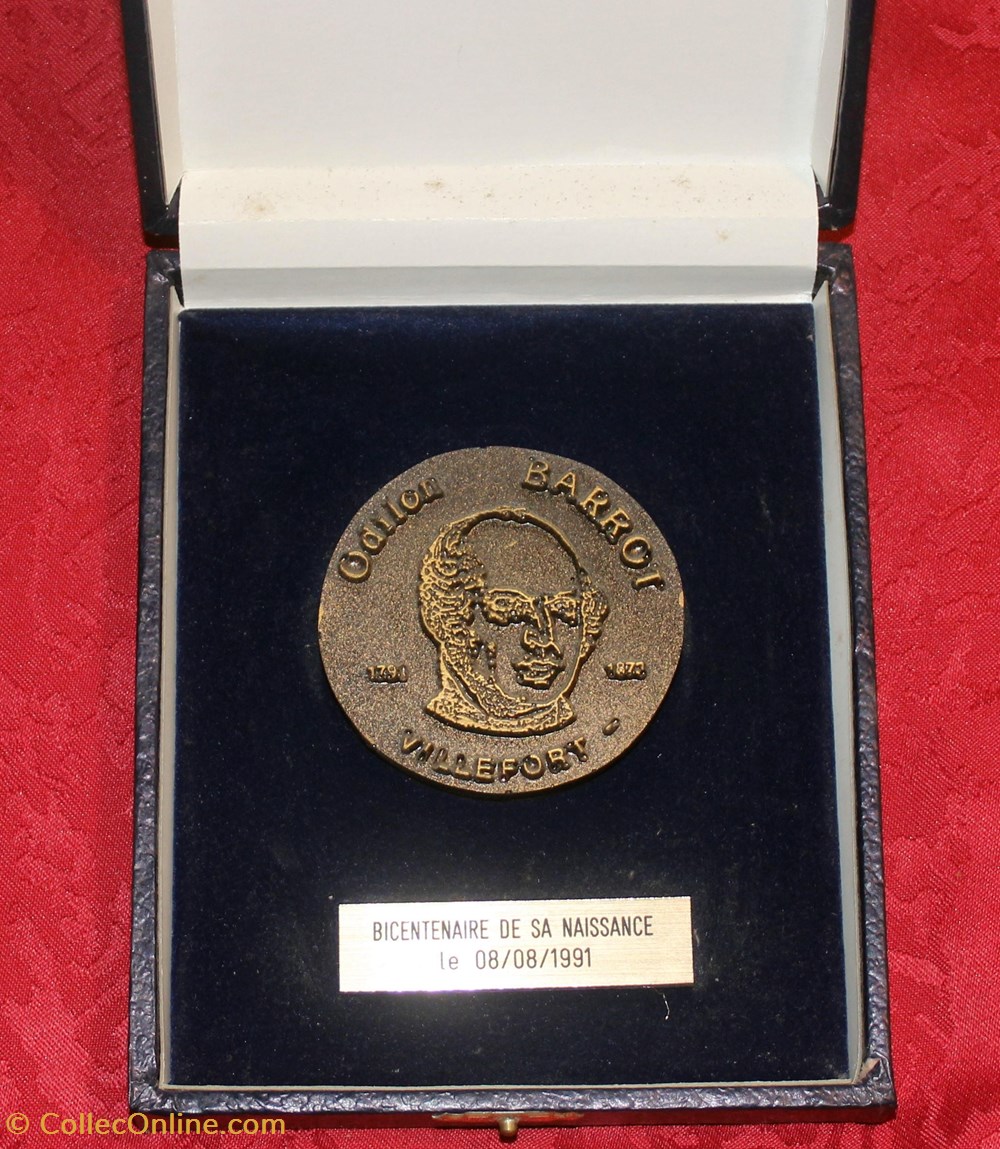 Odilon BARROT
1791 1873
VILLEFORT -
BICENTENAIRE DE SA NAISSANCE
le 08/08/1991
© CollecOnline.com